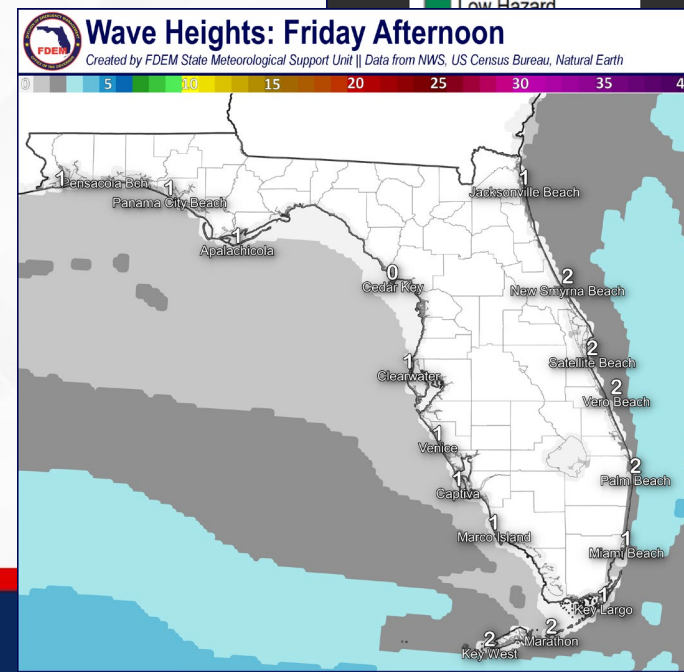 Low Hazard
Wave Heights: Friday Afternoon
FDEM
Created by FDEM State Meteorological Support Unit || Data from NWS, US Census Bureau, Natural Earth
0 5 10 15 20 25 30 35 4
1
Pensacola Bch
1
Panama City Beach
1
Apalachicola
1
Jacksonville Beach
0
Cedar Key
2
New Smyrna Beach
2
Satellite Beach
1
Clearwater
2
Vero Beach
1
Venice
2
Palm Beach
1
Captiva
1
Marco Island
1
Miami Beach
1
Key Largo
2
Marathon
2
Key West